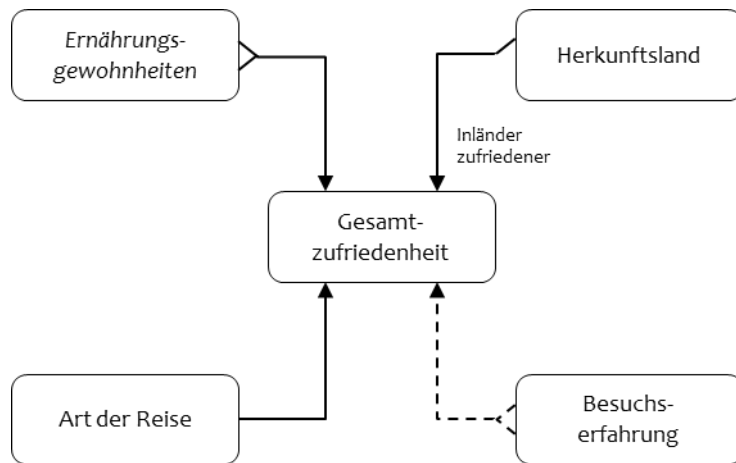 Ernährungs-
gewohnheiten
Herkunftsland
Inländer
zufriedener
Gesamt-
zufriedenheit
Art der Reise
Besuchs-
erfahrung